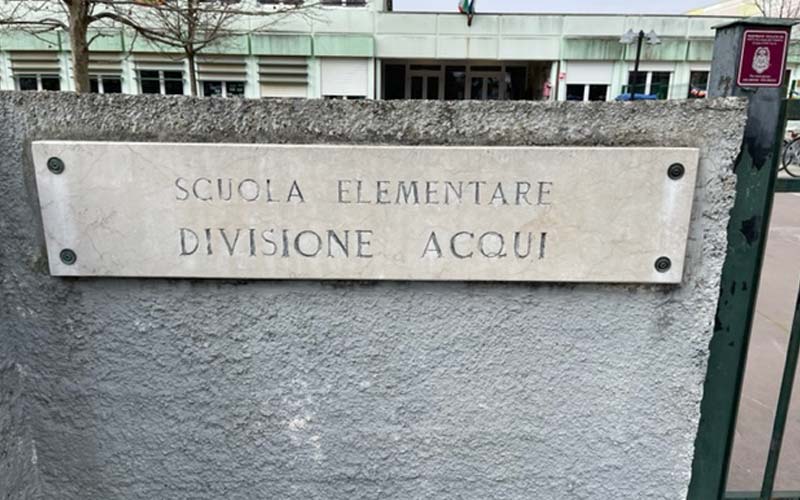 SCUOLA ELEMENTARE
DIVISIONE ACQUI